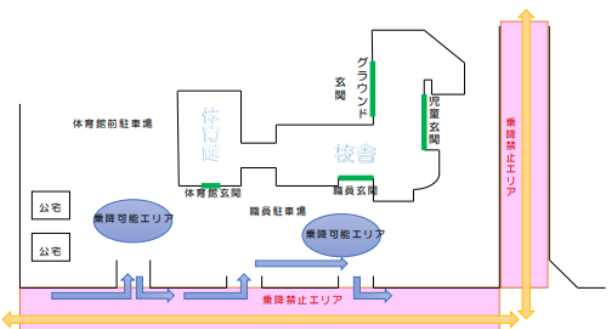 グラウンド
玄関
児童玄関
体育館前駐車場
体育館
校舎
乗降禁止エリア
体育館玄関
職員玄関
公宅
乗降可能エリア
職員駐車場
乗降可能エリア
公宅
乗降禁止エリア